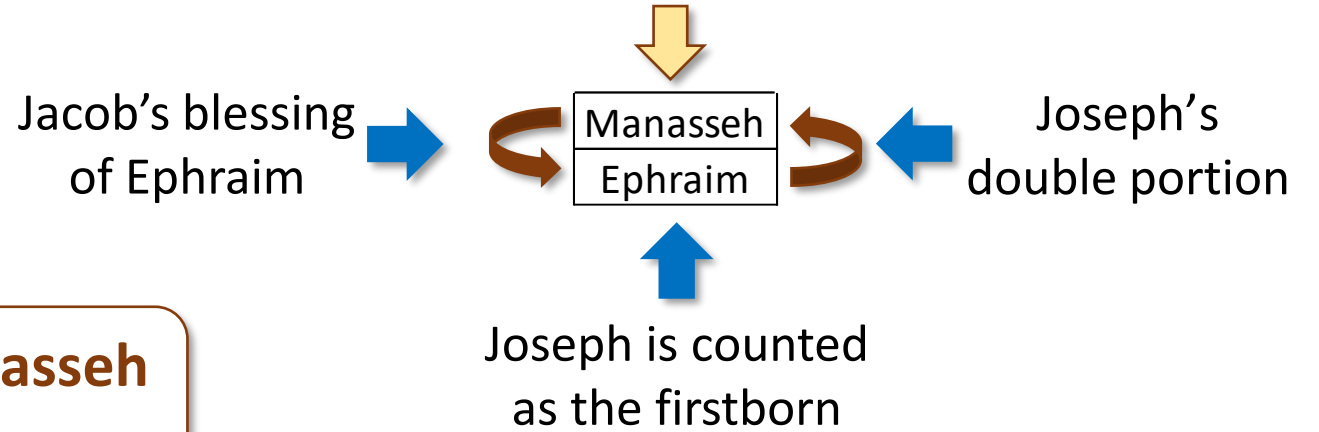 Jacob’s blessing
of Ephraim
Manasseh
Ephraim
Joseph’s
double portion
Joseph is counted
as the firstborn
asseh